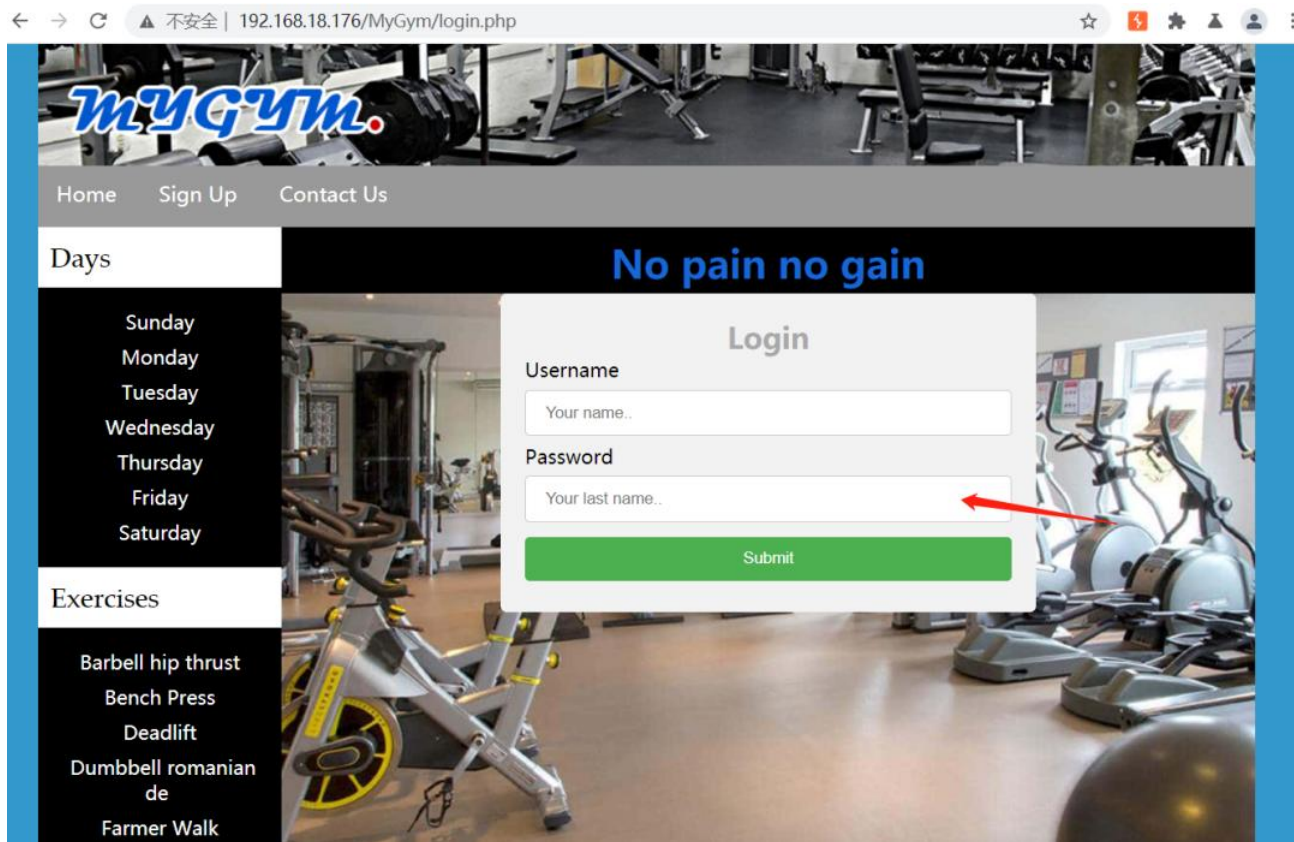 不安全 | 192.168.18.176/MyGym/login.php
MYGYM.
Home Sign Up Contact Us
Days
No pain no gain
Sunday
Monday
Tuesday
Wednesday
Thursday
Friday
Saturday
Login
Username
Your name..
Password
Your last name..
Submit
Exercises
Barbell hip thrust
Bench Press
Deadlift
Dumbbell romanian
de
Farmer Walk